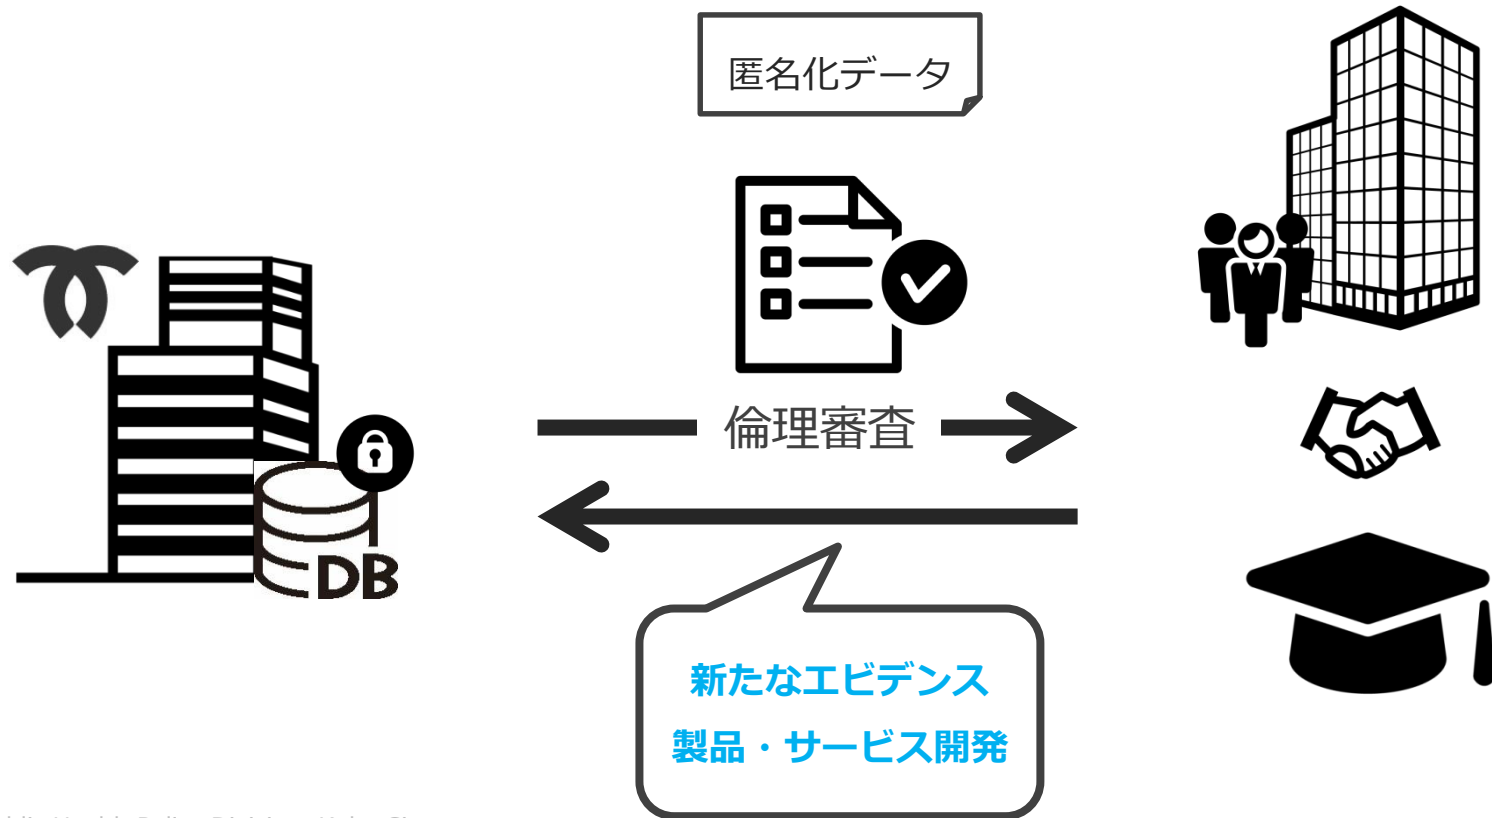 匿名化データ
倫理審査
DB
新たなエビデンス
製品・サービス開発